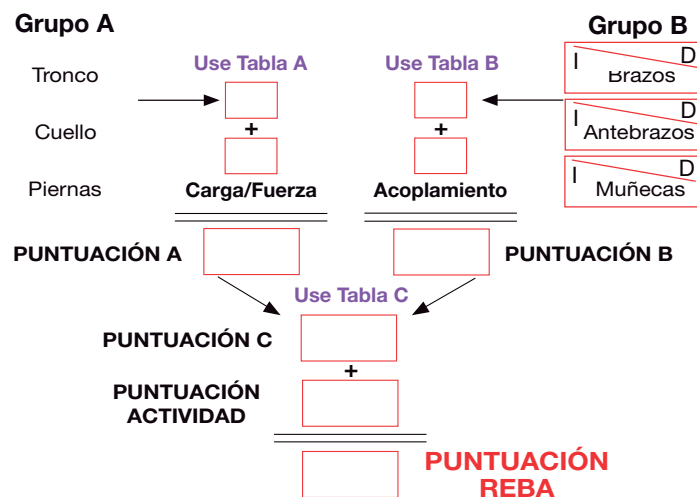 Grupo A
Grupo B
Use Tabla A
Use Tabla B
Tronco
I D
Brazos
+
+
Cuello
I D
Antebrazos
Piernas
Carga/Fuerza
Acoplamiento
I D
Muñecas
PUNTUACIÓN A
PUNTUACIÓN B
Use Tabla C
PUNTUACIÓN C
+
PUNTUACIÓN
ACTIVIDAD
PUNTUACIÓN
REBA